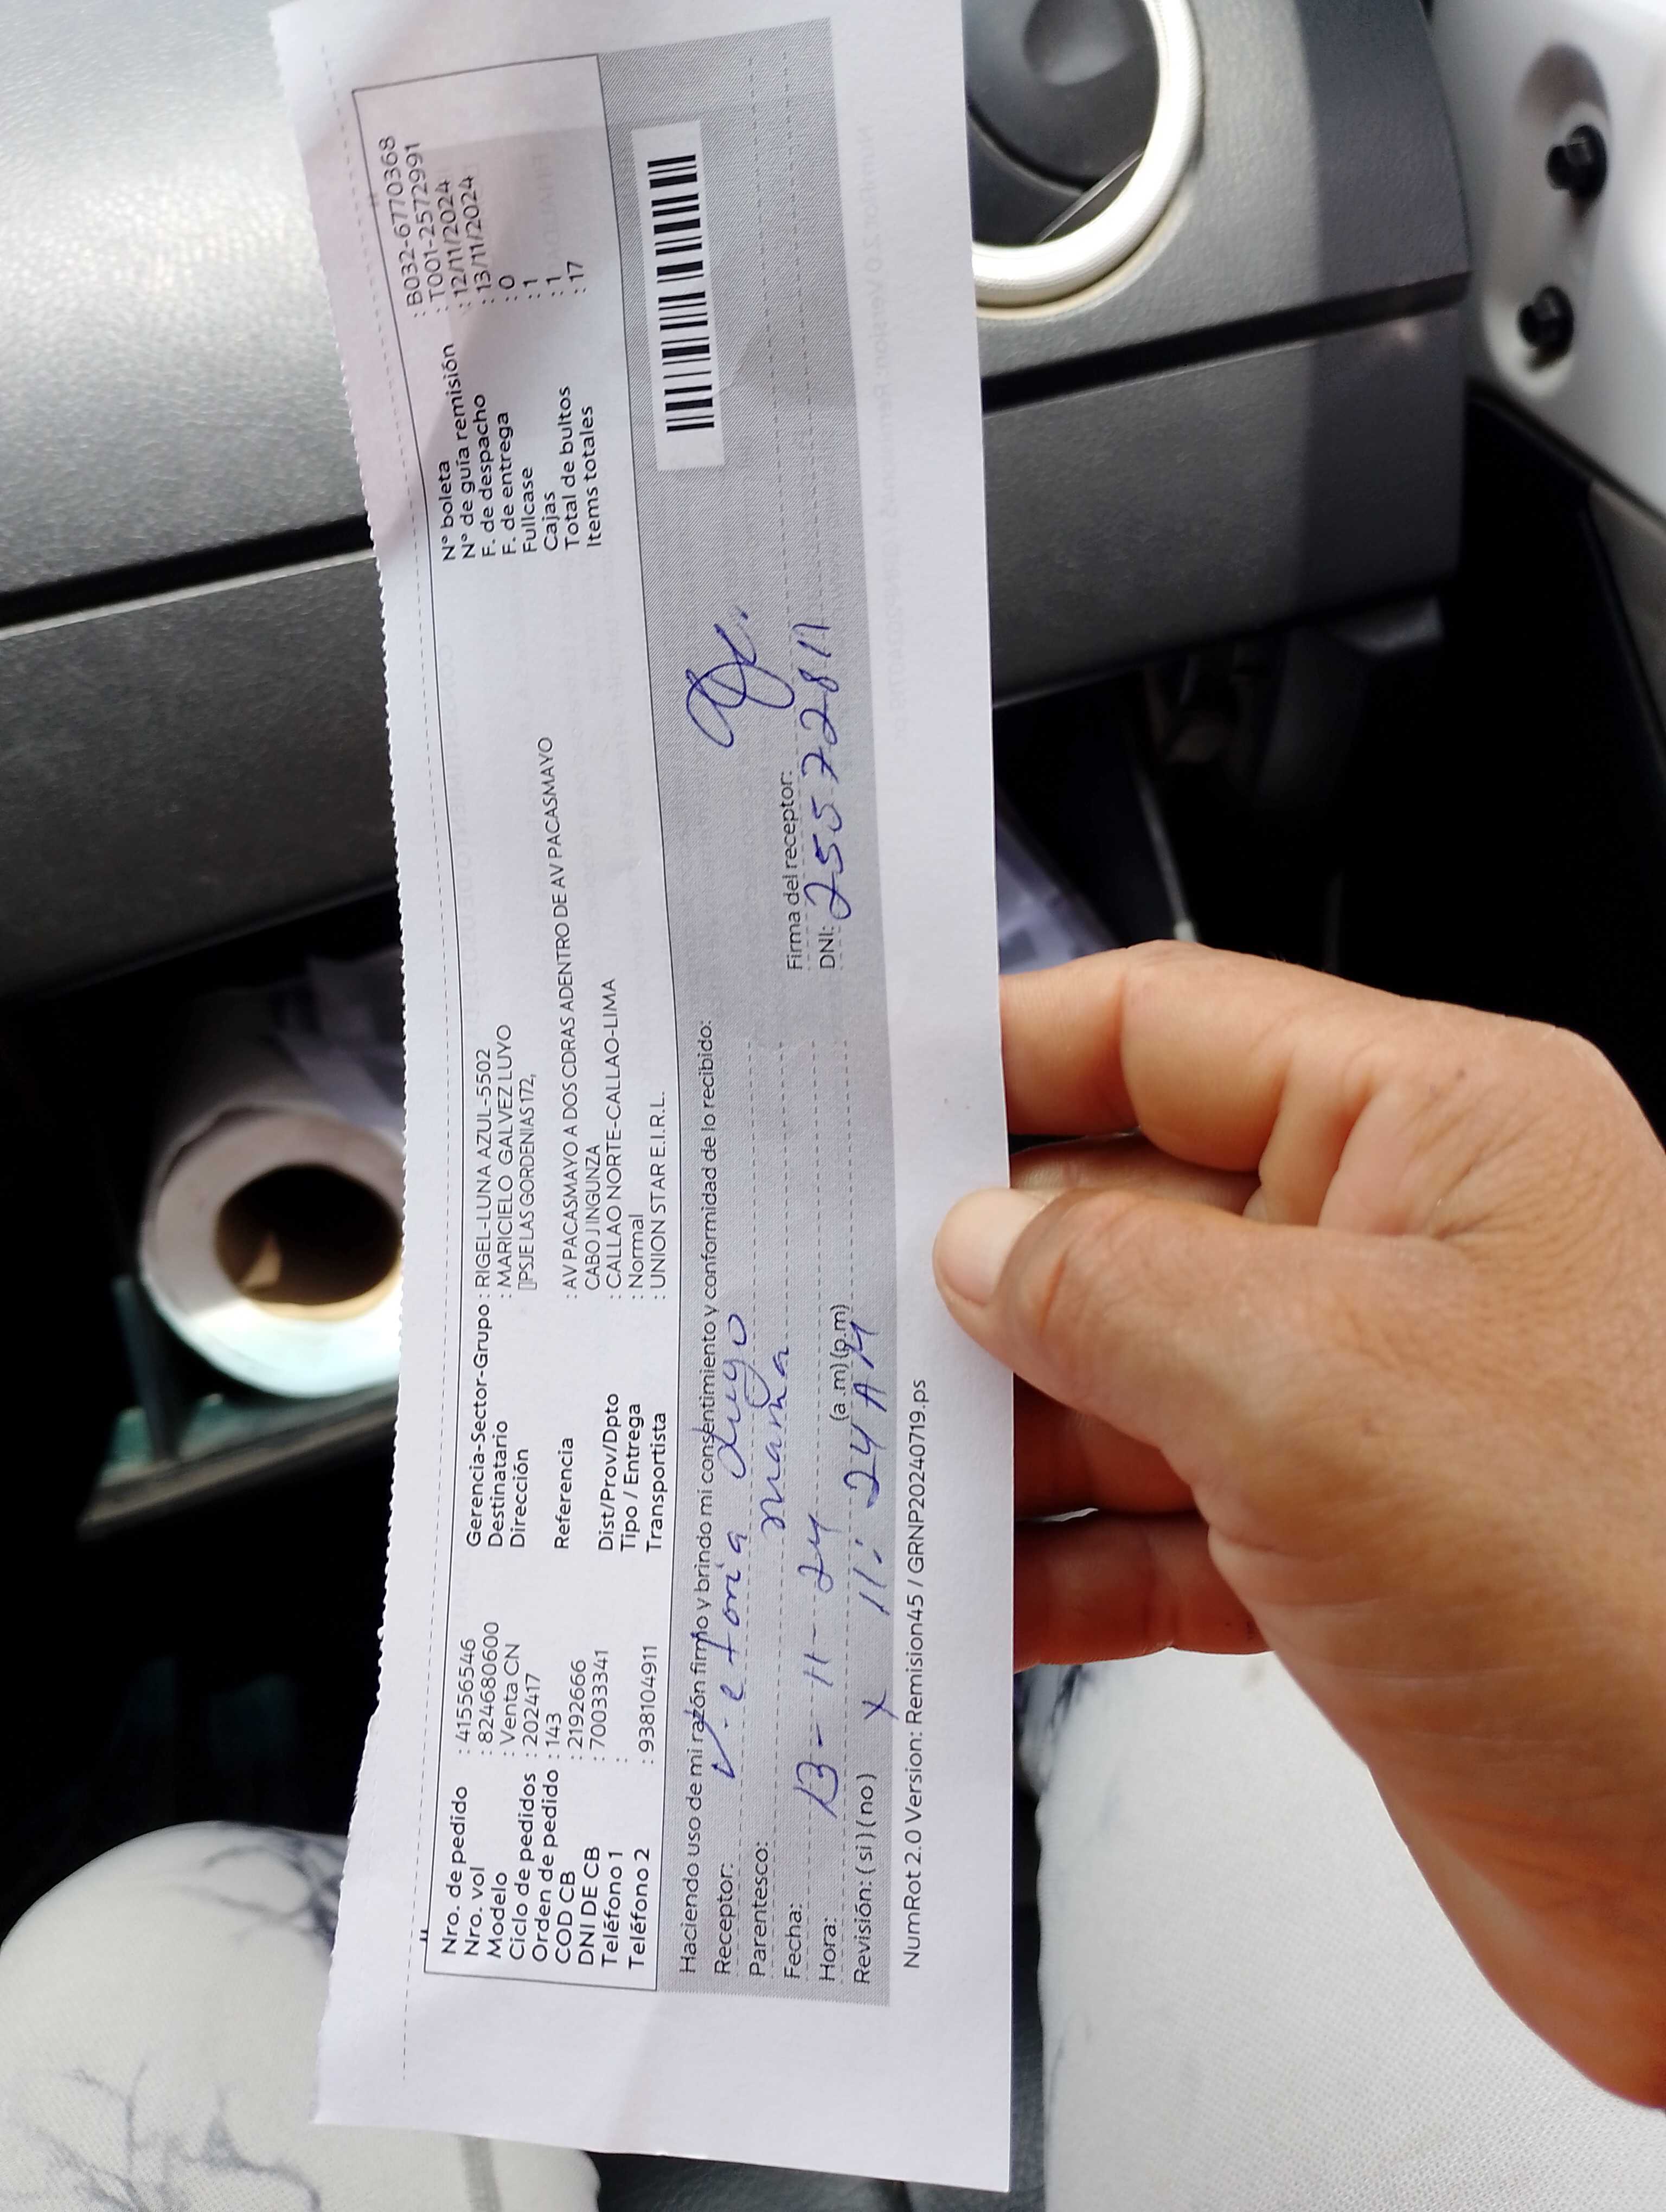 Nro. de pedido : 41556546
Nro. vol : 824680600
Modelo : Venta CN
Ciclo de pedidos : 202417
Orden de pedido : 143
COD CB : 2192666
DNI DE CB : 70033341
Teléfono 1 :
Teléfono 2 : 938104911
Gerencia-Sector-Grupo : RIGEL-LUNA AZUL-5502
Destinatario : MARICIELO GALVEZ LUYO
Dirección []PSJE LAS GORDENIAS 172,
Referencia : AV PACASMAYO A DOS CDRAS ADENTRO DE AV PACASMAYO
CABO J INGUNZA
Dist/Prov/Dpto : CALLAO NORTE-CALLAO-LIMA
Tipo / Entrega : Normal
Transportista : UNION STAR E.I.R.L.
N° boleta : B032-6770368
N° de guía remisión : T001-2572991
F. de despacho : 12/11/2024
F. de entrega : 13/11/2024
Fullcase : 0
Cajas : 1
Total de bultos : 1
Items totales : 17
Haciendo uso de mi razón firmo y brindo mi consentimiento y conformidad de lo recibido:
Receptor: Luyo
Parentesco: mamá
Fecha: 13-11-24
Hora: 11:24 AM (a.m)(p.m)
Revisión: (si)(no) x
Firma del receptor:
DNI: 25572811
NumRot 2.0 Version: Remision45 / GRNP20240719.ps